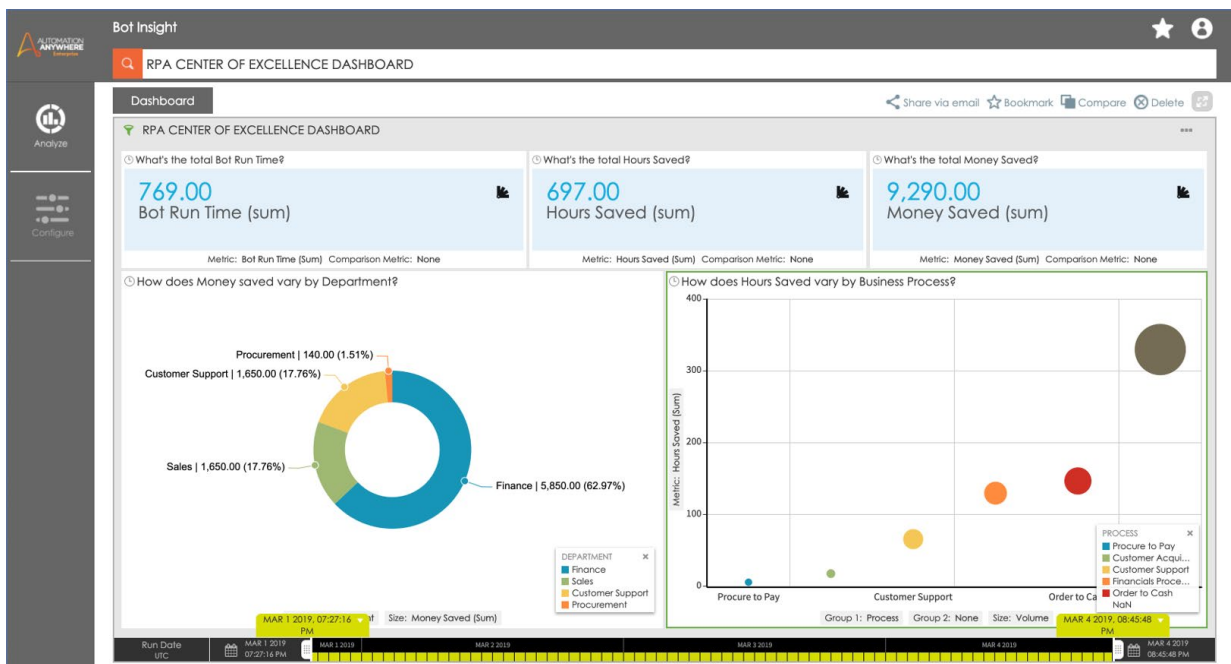 AUTOMATION
ANYWHERE
Enterprise
Bot Insight
RPA CENTER OF EXCELLENCE DASHBOARD
Analyze
Configure
Dashboard
Share via email Bookmark Compare Delete
RPA CENTER OF EXCELLENCE DASHBOARD
What's the total Bot Run Time?
769.00
Bot Run Time (sum)
Metric: Bot Run Time (Sum) Comparison Metric: None
What's the total Hours Saved?
697.00
Hours Saved (sum)
Metric: Hours Saved (Sum) Comparison Metric: None
What's the total Money Saved?
9,290.00
Money Saved (sum)
Metric: Money Saved (Sum) Comparison Metric: None
How does Money saved vary by Department?
Procurement | 140.00 (1.51%)
Customer Support | 1,650.00 (17.76%)
Sales | 1,650.00 (17.76%)
Finance | 5,850.00 (62.97%)
DEPARTMENT
Finance
Sales
Customer Support
Procurement
Size: Money Saved (Sum)
How does Hours Saved vary by Business Process?
Metric: Hours Saved (Sum)
400
300
200
100
0
Procure to Pay Customer Support Order to Ca
PROCESS
Procure to Pay
Customer Acqui...
Customer Support
Financials Proce...
Order to Cash
NaN
Group 1: Process Group 2: None Size: Volume
MAR 1 2019, 07:27:16
PM
MAR 4 2019, 08:45:48
PM
Run Date
UTC
MAR 1 2019
07:27:16 PM
MAR 1 2019 MAR 2 2019 MAR 3 2019 MAR 4 2019
MAR 4 2019
08:45:48 PM